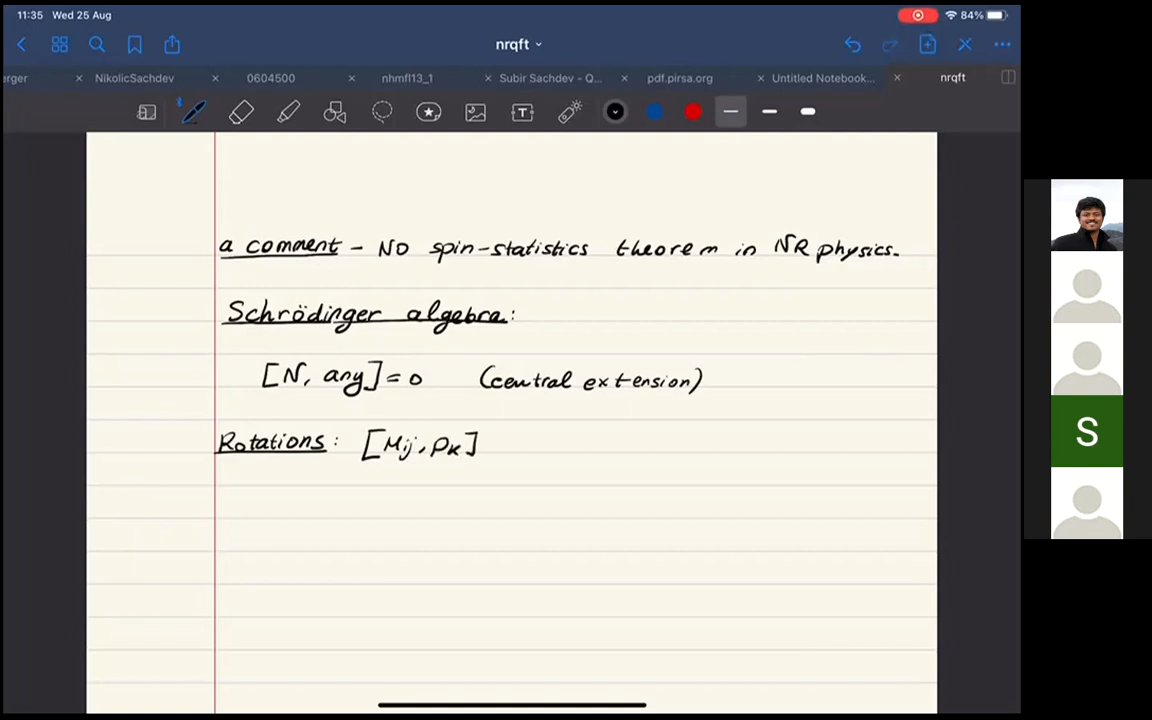 11:35 Wed 25 Aug
84%
nrqft
erger
NikolicSachdev
0604500
nhmfl13_1
Subir Sachdev - Q...
pdf.pirsa.org
Untitled Notebook...
nrqft
a comment - NO spin-statistics theorem in NR physics.
Schrödinger algebra:
[N, any] = 0 (central extension)
Rotations: [Mij, Pk]
S